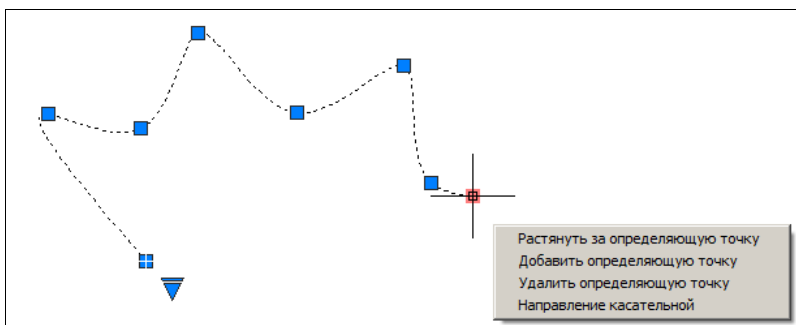 Растянуть за определяющую точку
Добавить определяющую точку
Удалить определяющую точку
Направление касательной